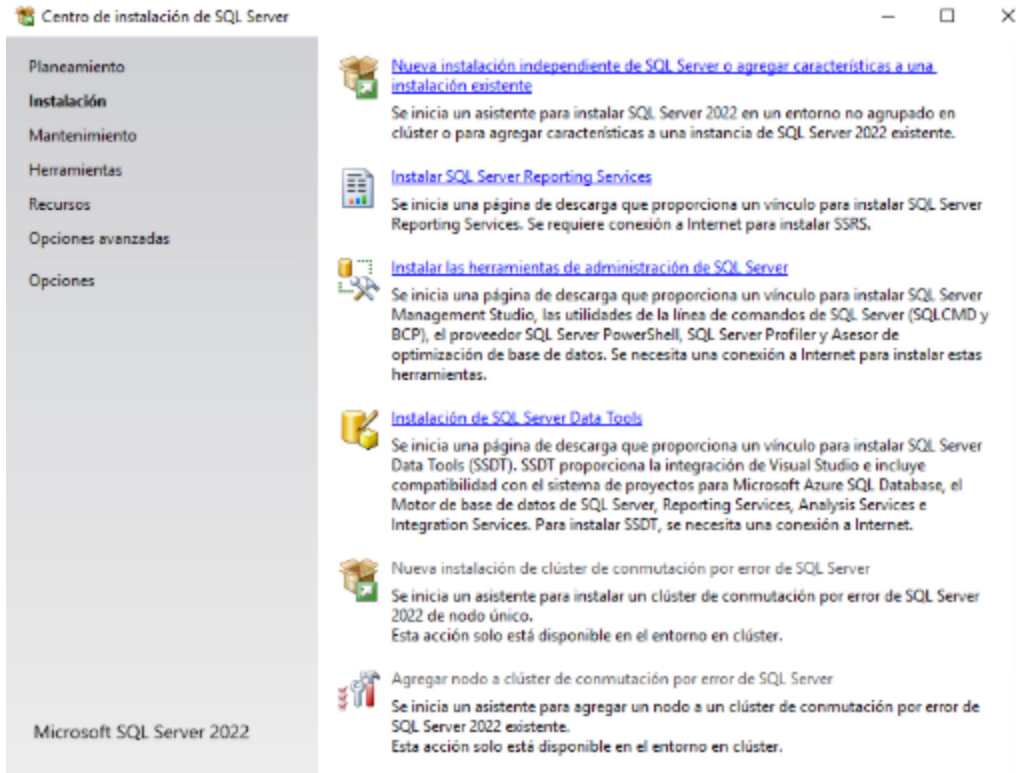 Centro de instalación de SQL Server
Planeamiento
Instalación
Mantenimiento
Herramientas
Recursos
Opciones avanzadas
Opciones
Microsoft SQL Server 2022
Nueva instalación independiente de SQL Server o agregar características a una
instalación existente
Se inicia un asistente para instalar SQL Server 2022 en un entorno no agrupado en
clúster o para agregar características a una instancia de SQL Server 2022 existente.
Instalar SQL Server Reporting Services
Se inicia una página de descarga que proporciona un vínculo para instalar SQL Server
Reporting Services. Se requiere conexión a Internet para instalar SSRS.
Instalar las herramientas de administración de SQL Server
Se inicia una página de descarga que proporciona un vínculo para instalar SQL Server
Management Studio, las utilidades de la línea de comandos de SQL Server (SQLCMD y
BCP), el proveedor SQL Server PowerShell, SQL Server Profiler y Asesor de
optimización de base de datos. Se necesita una conexión a Internet para instalar estas
herramientas.
Instalación de SQL Server Data Tools
Se inicia una página de descarga que proporciona un vínculo para instalar SQL Server
Data Tools (SSDT). SSDT proporciona la integración de Visual Studio e incluye
compatibilidad con el sistema de proyectos para Microsoft Azure SQL Database, el
Motor de base de datos de SQL Server, Reporting Services, Analysis Services e
Integration Services. Para instalar SSDT, se necesita una conexión a Internet.
Nueva instalación de clúster de conmutación por error de SQL Server
Se inicia un asistente para instalar un clúster de conmutación por error de SQL Server
2022 de nodo único.
Esta acción solo está disponible en el entorno en clúster.
Agregar nodo a clúster de conmutación por error de SQL Server
Se inicia un asistente para agregar un nodo a un clúster de conmutación por error de
SQL Server 2022 existente.
Esta acción solo está disponible en el entorno en clúster.